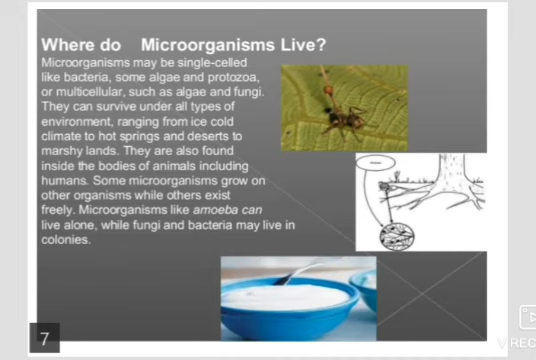 Where do Microorganisms Live?
Microorganisms may be single-celled
like bacteria, some algae and protozoa,
or multicellular, such as algae and fungi.
They can survive under all types of
environment, ranging from ice cold
climate to hot springs and deserts to
marshy lands. They are also found
inside the bodies of animals including
humans. Some microorganisms grow on
other organisms while others exist
freely. Microorganisms like amoeba can
live alone, while fungi and bacteria may live in
colonies.
7